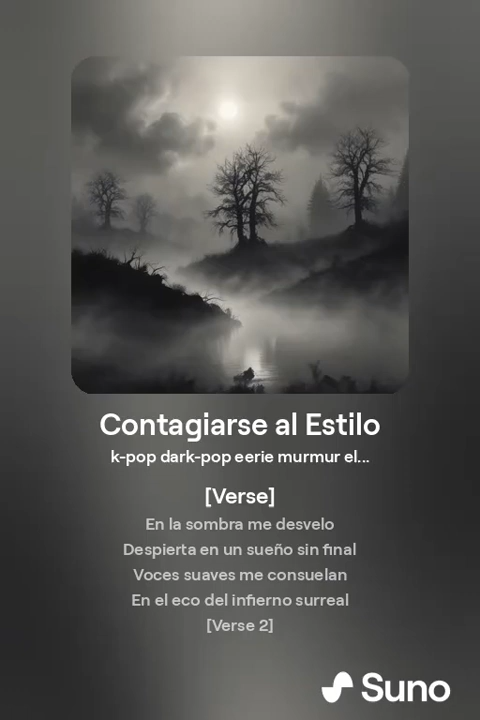 Contagiarse al Estilo
k-pop dark-pop eerie murmur el...
[Verse]
En la sombra me desvelo
Despierta en un sueño sin final
Voces suaves me consuelan
En el eco del infierno surreal
[Verse 2]
Suno